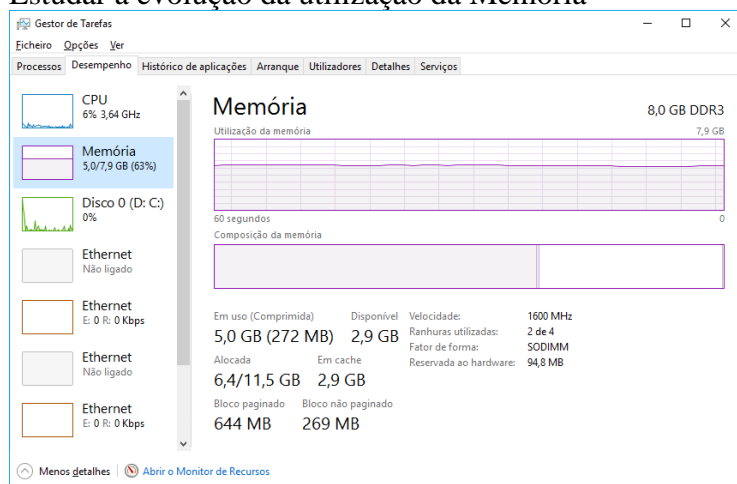 Estudar a evolução da utilização da Memória
Gestor de Tarefas
Ficheiro Opções Ver
Processos Desempenho Histórico de aplicações Arranque Utilizadores Detalhes Serviços
CPU
6% 3,64 GHz
Memória
5,0/7,9 GB (63%)
Disco 0 (D: C:)
0%
Ethernet
Não ligado
Ethernet
E: 0 R: 0 Kbps
Ethernet
Não ligado
Ethernet
E: 0 R: 0 Kbps
Memória 8,0 GB DDR3
Utilização da memória 7,9 GB
60 segundos 0
Composição da memória
Em uso (Comprimida) Disponível
5,0 GB (272 MB) 2,9 GB
Alocada Em cache
6,4/11,5 GB 2,9 GB
Bloco paginado Bloco não paginado
644 MB 269 MB
Velocidade: 1600 MHz
Ranhuras utilizadas: 2 de 4
Fator de forma: SODIMM
Reservada ao hardware: 94,8 MB
Menos detalhes Abrir o Monitor de Recursos